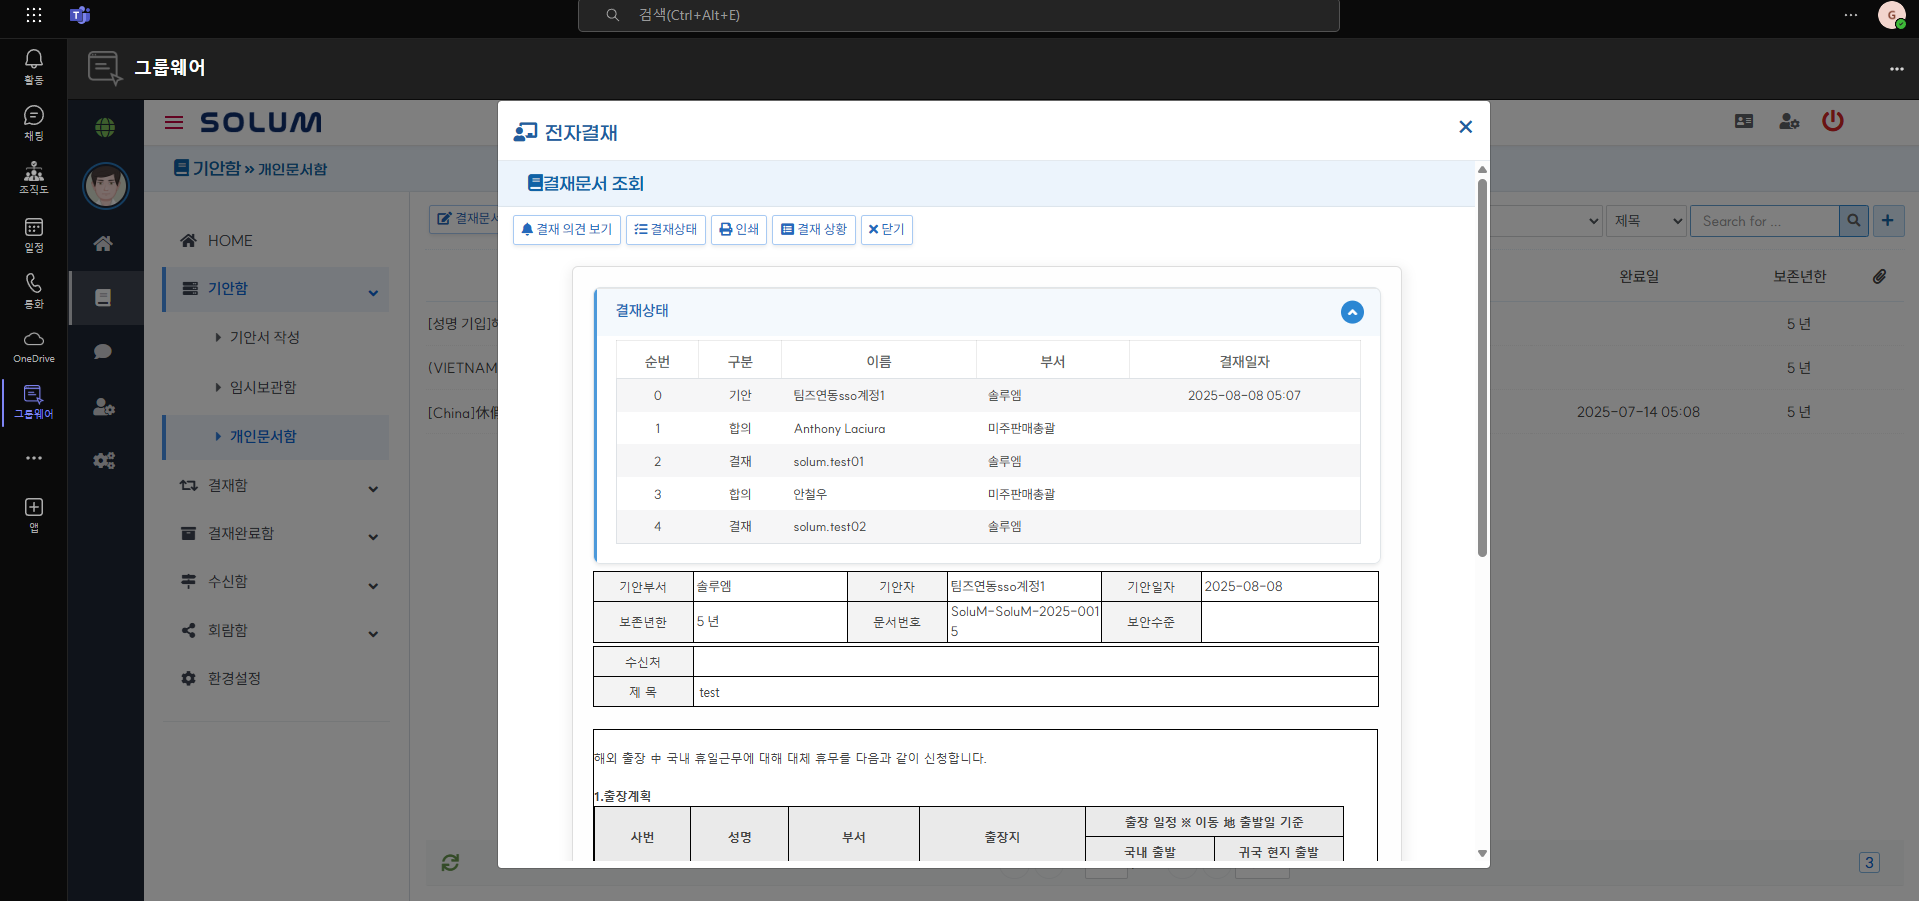 검색(Ctrl+Alt+E)
G
활동
채팅
조직도
일정
통화
OneDrive
그룹웨어
앱
그룹웨어
SOLUM
기안함 » 개인문서함
HOME
기안함
기안서 작성
임시보관함
개인문서함
결재함
결재완료함
수신함
회람함
환경설정
결재문서
[성명 기입]
(VIETNAM
[China]休
제목
Search for ...
완료일
보존년한
5 년
5 년
2025-07-14 05:08
5 년
3
전자결재
결재문서 조회
결재 의견 보기
결재상태
인쇄
결재 상황
닫기
결재상태
순번 구분 이름 부서 결재일자
0 기안 팀즈연동sso계정1 솔루엠 2025-08-08 05:07
1 합의 Anthony Laciura 미주판매총괄
2 결재 solum.test01 솔루엠
3 합의 안철우 미주판매총괄
4 결재 solum.test02 솔루엠
기안부서 솔루엠 기안자 팀즈연동sso계정1 기안일자 2025-08-08
보존년한 5 년 문서번호 SoluM-SoluM-2025-001
5 보안수준
수신처
제 목 test
해외 출장 中 국내 휴일근무에 대해 대체 휴무를 다음과 같이 신청합니다.
1.출장계획
사번 성명 부서 출장지 출장 일정 ※ 이동 地 출발일 기준
국내 출발 귀국 현지 출발